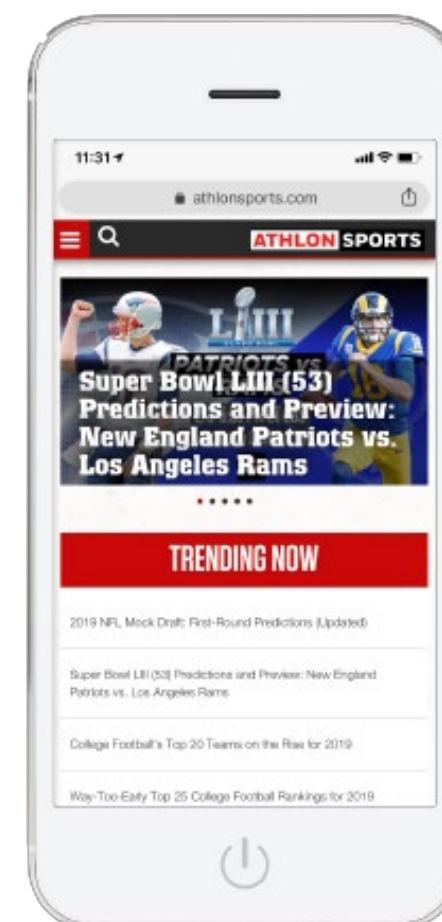 11:31
athlonsports.com
ATHLON SPORTS
LIII
PATRIOTS VS
RAMS
Super Bowl LIII (53)
Predictions and Preview:
New England Patriots vs.
Los Angeles Rams
TRENDING NOW
2019 NFL Mock Draft: First-Round Predictions (Updated)
Super Bowl LIII (53) Predictions and Preview: New England
Patriots vs. Los Angeles Rams
College Football's Top 20 Teams on the Rise for 2019
Way-Too-Early Top 25 College Football Rankings for 2019